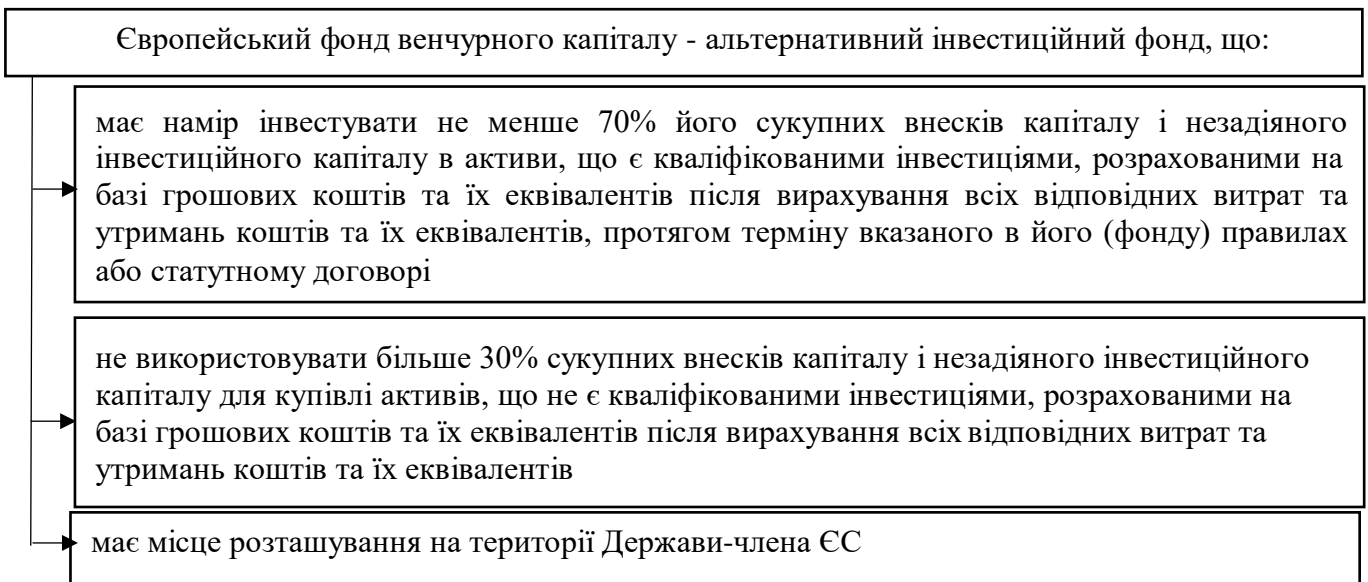 Європейський фонд венчурного капіталу - альтернативний інвестиційний фонд, що:
має намір інвестувати не менше 70% його сукупних внесків капіталу і незадіяного
інвестиційного капіталу в активи, що є кваліфікованими інвестиціями, розрахованими на
базі грошових коштів та їх еквівалентів після вирахування всіх відповідних витрат та
утримань коштів та їх еквівалентів, протягом терміну вказаного в його (фонду) правилах
або статутному договорі
не використовувати більше 30% сукупних внесків капіталу і незадіяного інвестиційного
капіталу для купівлі активів, що не є кваліфікованими інвестиціями, розрахованими на
базі грошових коштів та їх еквівалентів після вирахування всіх відповідних витрат та
утримань коштів та їх еквівалентів
має місце розташування на території Держави-члена ЄС